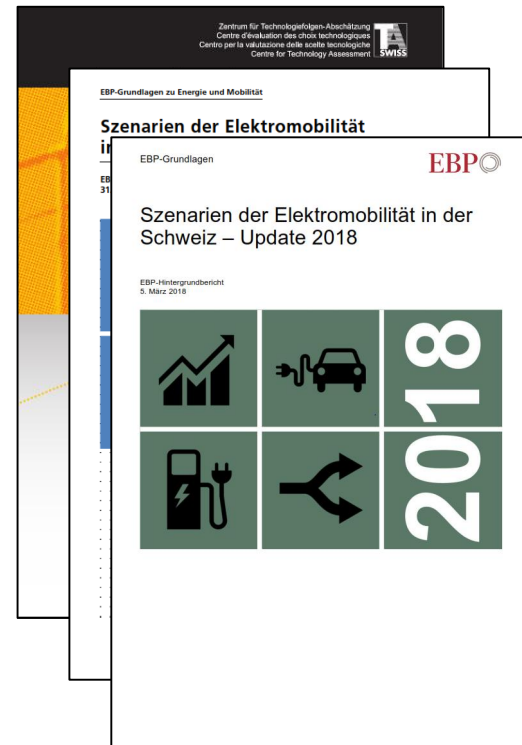 Zentrum für Technologiefolgen-Abschätzung
Centre d'évaluation des choix technologiques
Centro per la valutazione delle scelte tecnologiche
Centre for Technology Assessment
TA
SWISS
EBP-Grundlagen zu Energie und Mobilität
Szenarien der Elektromobilität
EBP-Grundlagen
EBP
Szenarien der Elektromobilität in der
Schweiz – Update 2018
EBP-Hintergrundbericht
5. März 2018
2018